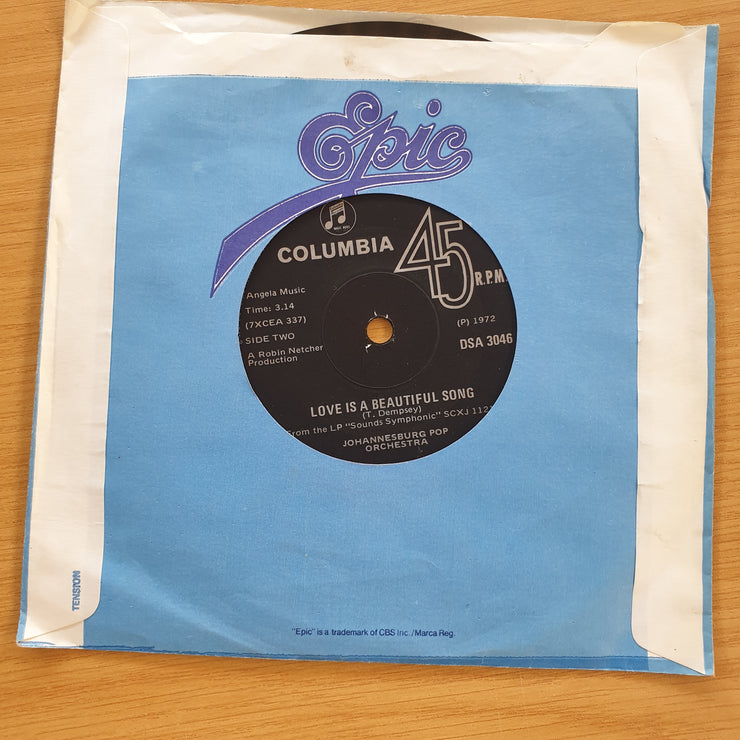 Epic
COLUMBIA 45 R.P.M.
Angela Music
Time: 3.14
(7XCEA 337)
SIDE TWO
A Robin Netcher
Production
(P) 1972
DSA 3046
LOVE IS A BEAUTIFUL SONG
(T. Dempsey)
From the LP "Sounds Symphonic" SCXJ
JOHANNESBURG POP
ORCHESTRA
TENSION
"Epic" is a trademark of CBS Inc./Marca Reg.